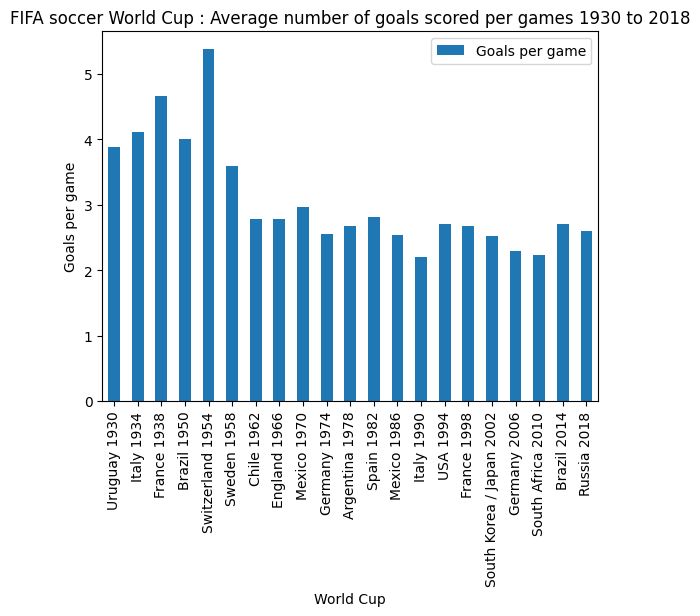 FIFA soccer World Cup : Average number of goals scored per games 1930 to 2018
Goals per game
Goals per game
5
4
3
2
1
0
Uruguay 1930
Italy 1934
France 1938
Brazil 1950
Switzerland 1954
Sweden 1958
Chile 1962
England 1966
Mexico 1970
Germany 1974
Argentina 1978
Spain 1982
Mexico 1986
Italy 1990
USA 1994
France 1998
South Korea / Japan 2002
Germany 2006
South Africa 2010
Brazil 2014
Russia 2018
World Cup